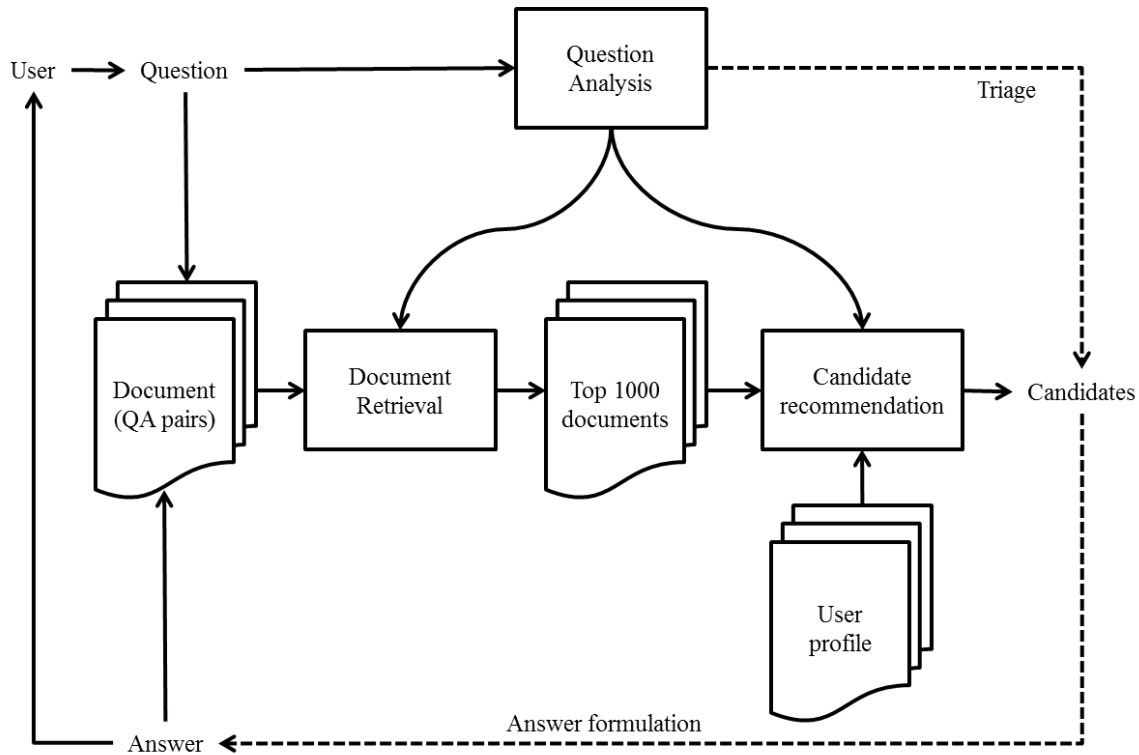 User
Question
Question
Analysis
Triage
Document
(QA pairs)
Document
Retrieval
Top 1000
documents
Candidate
recommendation
Candidates
User
profile
Answer formulation
Answer